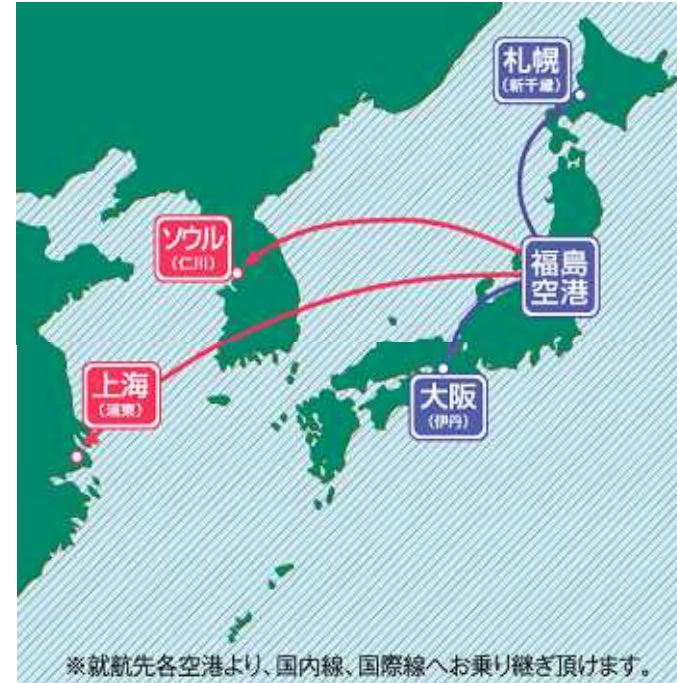 札幌
(新千歳)
ソウル
(仁川)
福島
空港
上海
(浦東)
大阪
(伊丹)
※就航先各空港より、国内線、国際線へお乗り継ぎ頂けます。